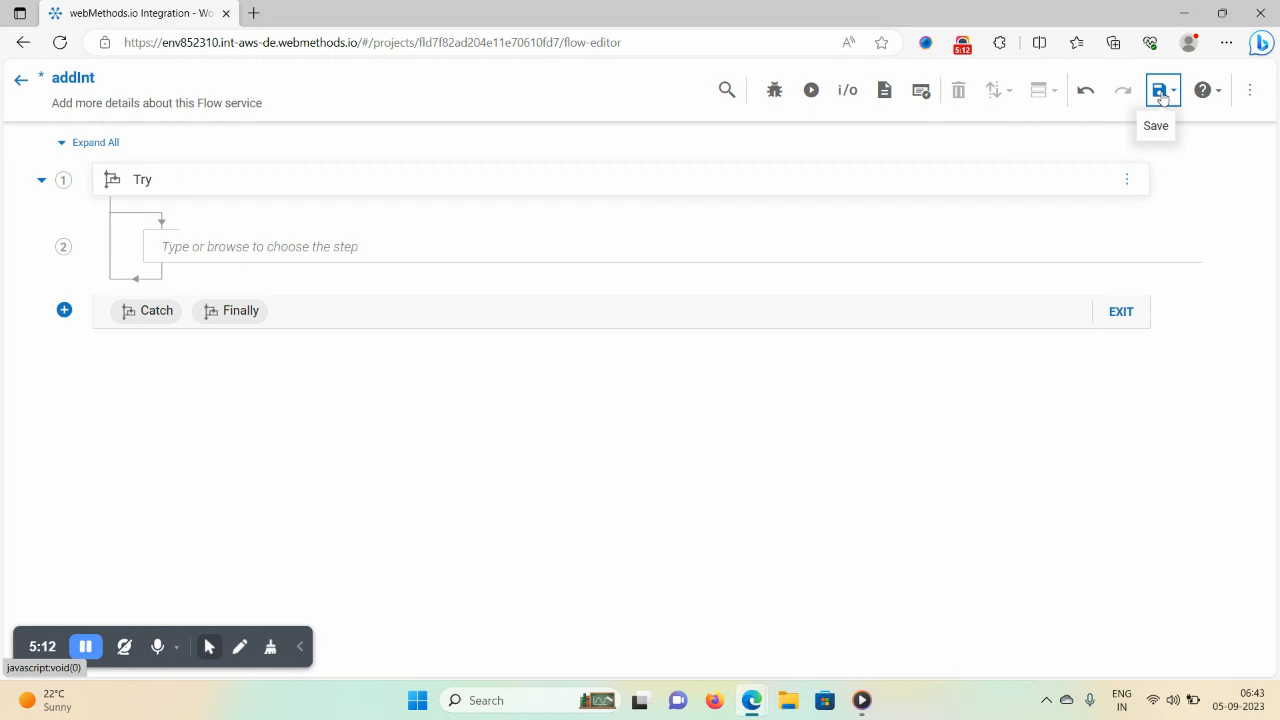 webMethods.io Integration - Wo
https://env852310.int-aws-de.webmethods.io/#/projects/fld7f82ad204e11e70610fd7/flow-editor
5:12
* addInt
Add more details about this Flow service
i/o
Save
Expand All
1 Try
2 Type or browse to choose the step
Catch Finally EXIT
5:12
javascript:void(0)
22°C
Sunny
Search
ENG
IN
06:43
05-09-2023